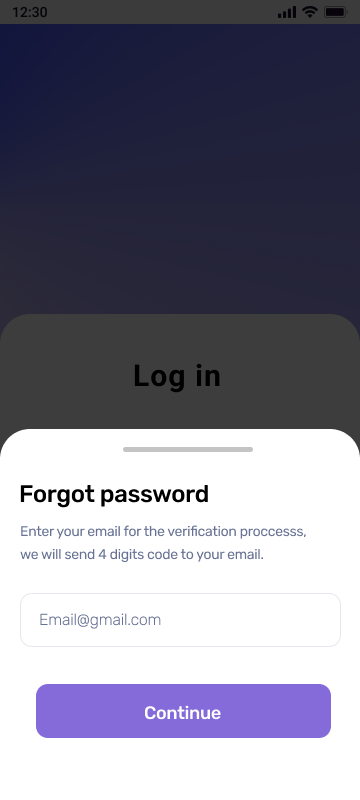 12:30
Log in
Forgot password
Enter your email for the verification proccesss,
we will send 4 digits code to your email.
Email@gmail.com
Continue